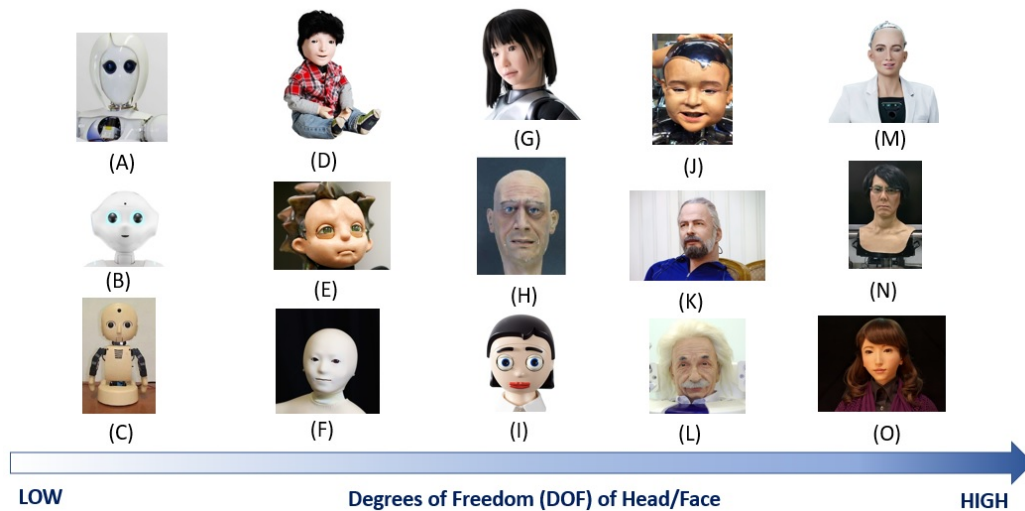 (A)
(D)
(G)
(J)
(M)
(B)
(E)
(H)
(K)
(N)
(C)
(F)
(I)
(L)
(O)
LOW
Degrees of Freedom (DOF) of Head/Face
HIGH